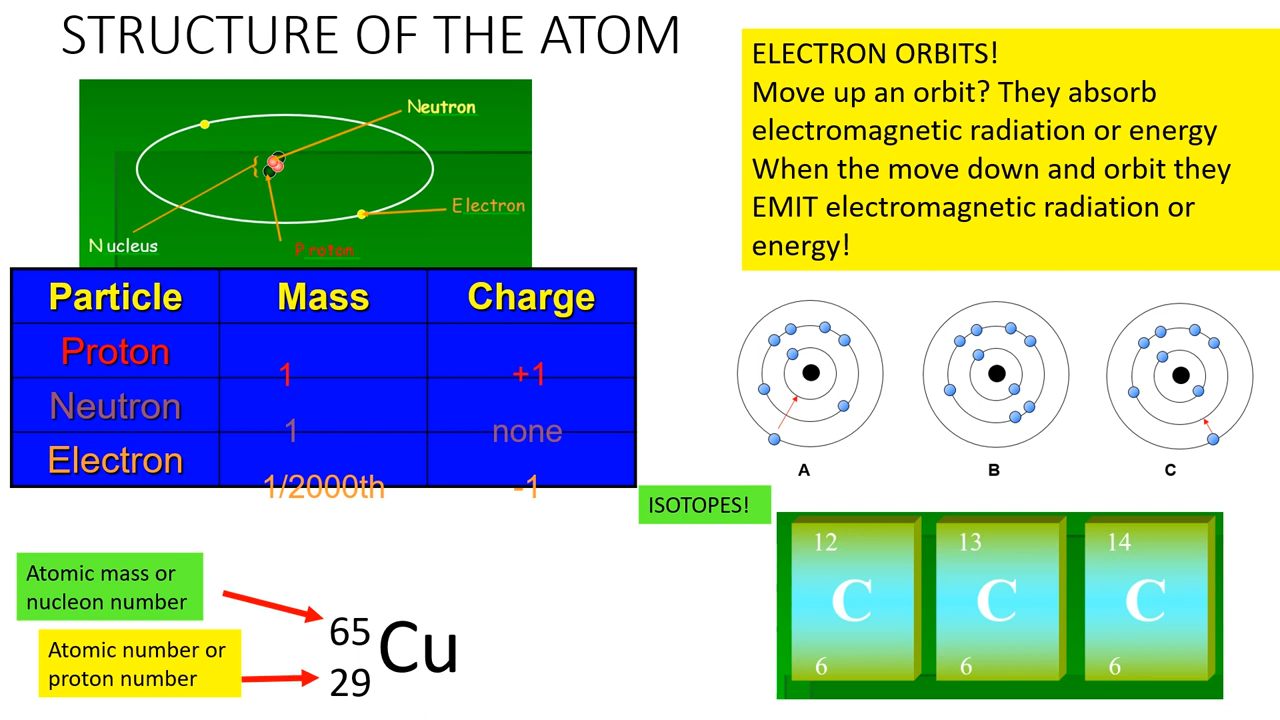 STRUCTURE OF THE ATOM
Neutron
Electron
Nucleus
Proton
Particle Mass Charge
Proton 1 +1
Neutron 1 none
Electron 1/2000th -1
Atomic mass or
nucleon number
Atomic number or
proton number
65
29
Cu
ELECTRON ORBITS!
Move up an orbit? They absorb
electromagnetic radiation or energy
When the move down and orbit they
EMIT electromagnetic radiation or
energy!
A B C
ISOTOPES!
12 13 14
C C C
6 6 6